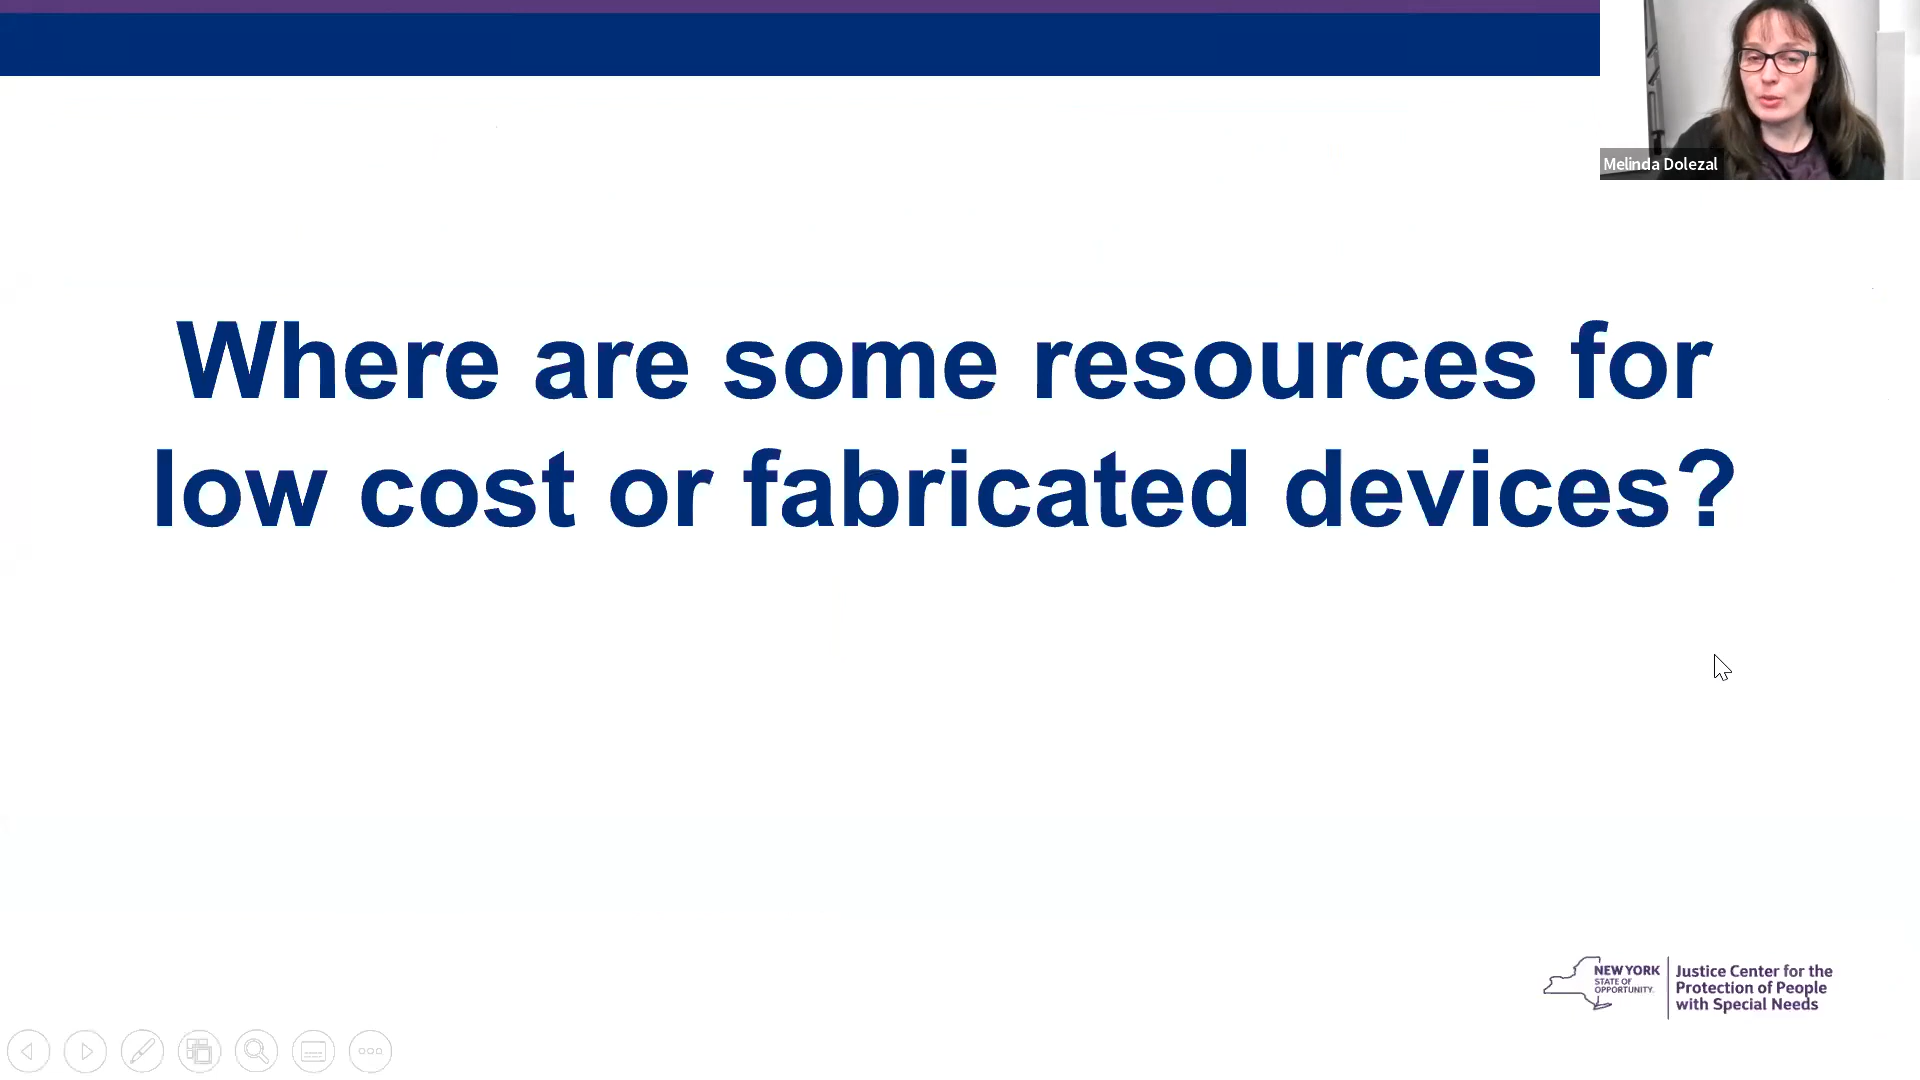 Melinda Dolezal
Where are some resources for
low cost or fabricated devices?
NEW YORK
STATE OF
OPPORTUNITY.
Justice Center for the
Protection of People
with Special Needs